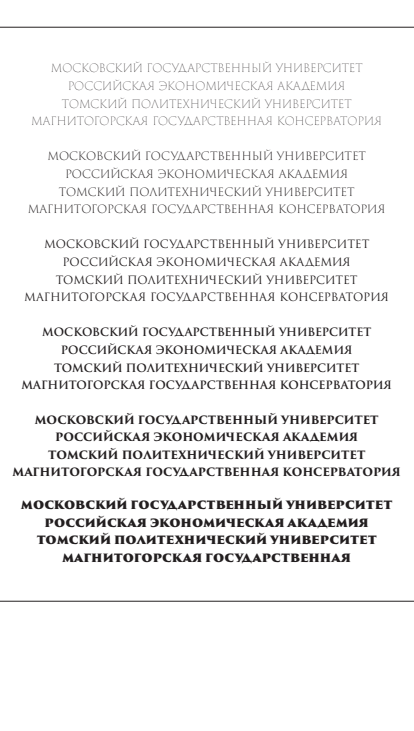 МОСКОВСКИЙ ГОСУДАРСТВЕННЫЙ УНИВЕРСИТЕТ
РОССИЙСКАЯ ЭКОНОМИЧЕСКАЯ АКАДЕМИЯ
ТОМСКИЙ ПОЛИТЕХНИЧЕСКИЙ УНИВЕРСИТЕТ
МАГНИТОГОРСКАЯ ГОСУДАРСТВЕННАЯ КОНСЕРВАТОРИЯ
МОСКОВСКИЙ ГОСУДАРСТВЕННЫЙ УНИВЕРСИТЕТ
РОССИЙСКАЯ ЭКОНОМИЧЕСКАЯ АКАДЕМИЯ
ТОМСКИЙ ПОЛИТЕХНИЧЕСКИЙ УНИВЕРСИТЕТ
МАГНИТОГОРСКАЯ ГОСУДАРСТВЕННАЯ КОНСЕРВАТОРИЯ
МОСКОВСКИЙ ГОСУДАРСТВЕННЫЙ УНИВЕРСИТЕТ
РОССИЙСКАЯ ЭКОНОМИЧЕСКАЯ АКАДЕМИЯ
ТОМСКИЙ ПОЛИТЕХНИЧЕСКИЙ УНИВЕРСИТЕТ
МАГНИТОГОРСКАЯ ГОСУДАРСТВЕННАЯ КОНСЕРВАТОРИЯ
МОСКОВСКИЙ ГОСУДАРСТВЕННЫЙ УНИВЕРСИТЕТ
РОССИЙСКАЯ ЭКОНОМИЧЕСКАЯ АКАДЕМИЯ
ТОМСКИЙ ПОЛИТЕХНИЧЕСКИЙ УНИВЕРСИТЕТ
МАГНИТОГОРСКАЯ ГОСУДАРСТВЕННАЯ КОНСЕРВАТОРИЯ
МОСКОВСКИЙ ГОСУДАРСТВЕННЫЙ УНИВЕРСИТЕТ
РОССИЙСКАЯ ЭКОНОМИЧЕСКАЯ АКАДЕМИЯ
ТОМСКИЙ ПОЛИТЕХНИЧЕСКИЙ УНИВЕРСИТЕТ
МАГНИТОГОРСКАЯ ГОСУДАРСТВЕННАЯ КОНСЕРВАТОРИЯ
МОСКОВСКИЙ ГОСУДАРСТВЕННЫЙ УНИВЕРСИТЕТ
РОССИЙСКАЯ ЭКОНОМИЧЕСКАЯ АКАДЕМИЯ
ТОМСКИЙ ПОЛИТЕХНИЧЕСКИЙ УНИВЕРСИТЕТ
МАГНИТОГОРСКАЯ ГОСУДАРСТВЕННАЯ